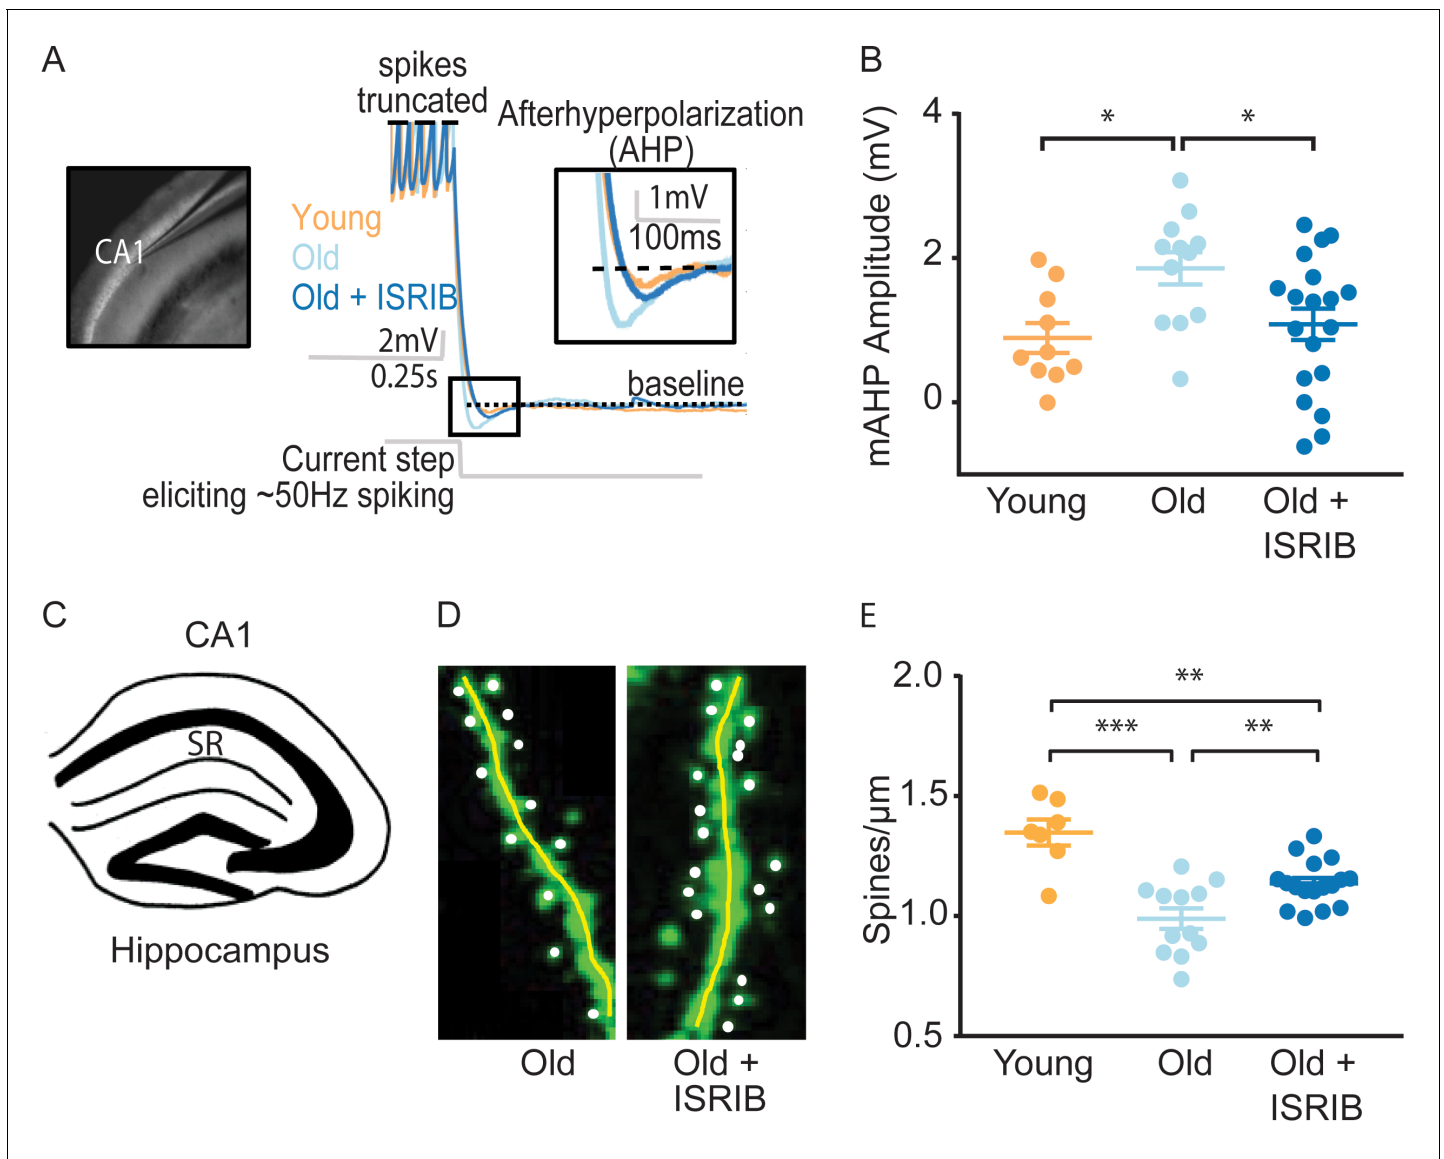 A
spikes
truncated
Afterhyperpolarization
(AHP)
1mV
100ms
CA1
Young
Old
Old + ISRIB
2mV
0.25s
baseline
Current step
eliciting ~50Hz spiking
B
mAHP Amplitude (mV)
4
2
0
*
*
Young
Old
Old +
ISRIB
C
CA1
SR
Hippocampus
D
Old
Old +
ISRIB
E
Spines/µm
2.0
1.5
1.0
0.5
**
***
**
Young
Old
Old +
ISRIB